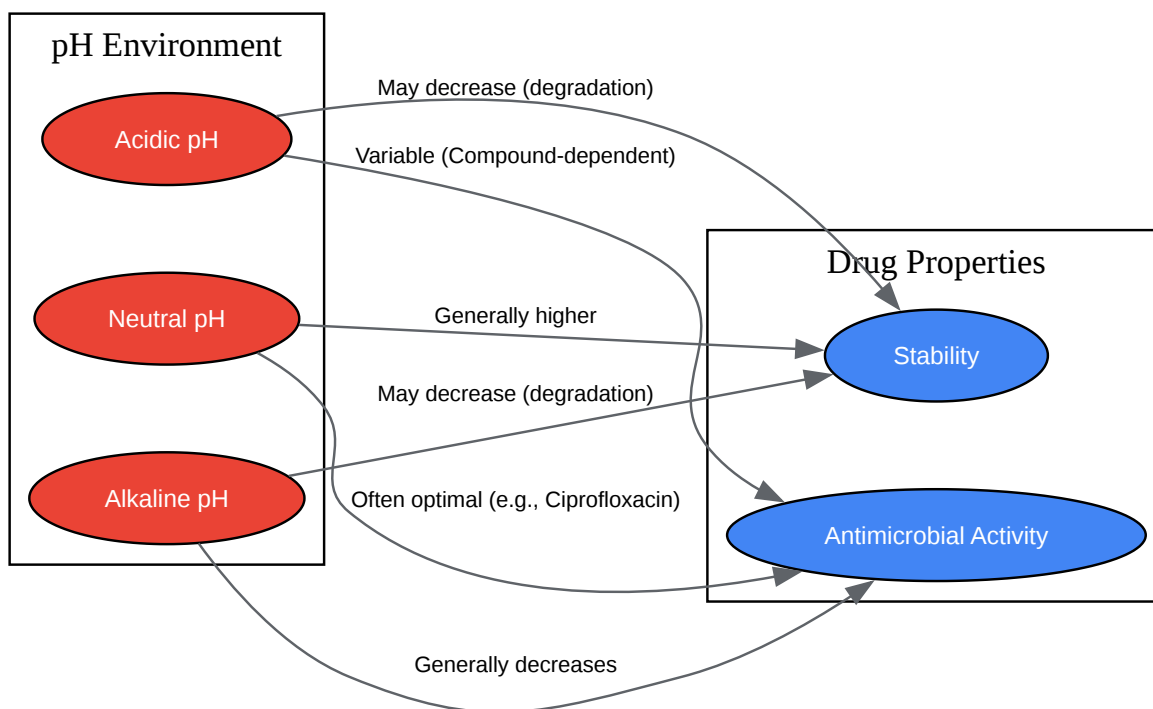 pH Environment
Acidic pH
Neutral pH
Alkaline pH
May decrease (degradation)
Variable (Compound-dependent)
Generally higher
May decrease (degradation)
Often optimal (e.g., Ciprofloxacin)
Generally decreases
Drug Properties
Stability
Antimicrobial Activity